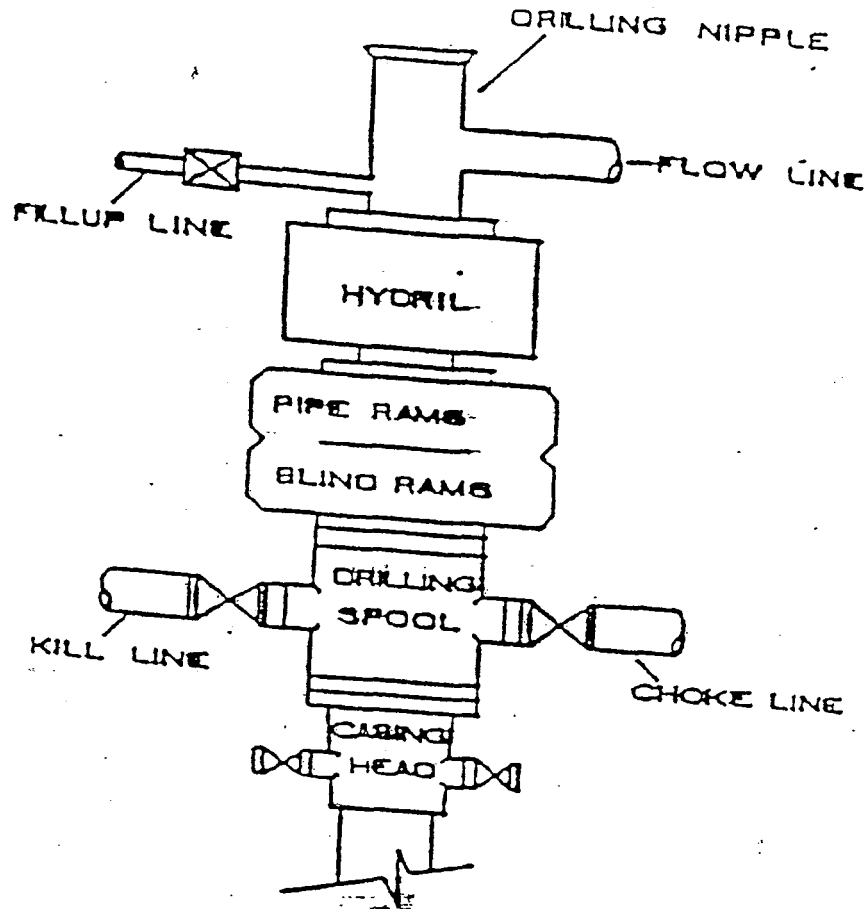 DRILLING NIPPLE
FLOW LINE
FILLUP LINE
HYDRIL
PIPE RAMS
BLIND RAMS
DRILLING
SPOOL
KILL LINE
CHOKE LINE
CASING
HEAD